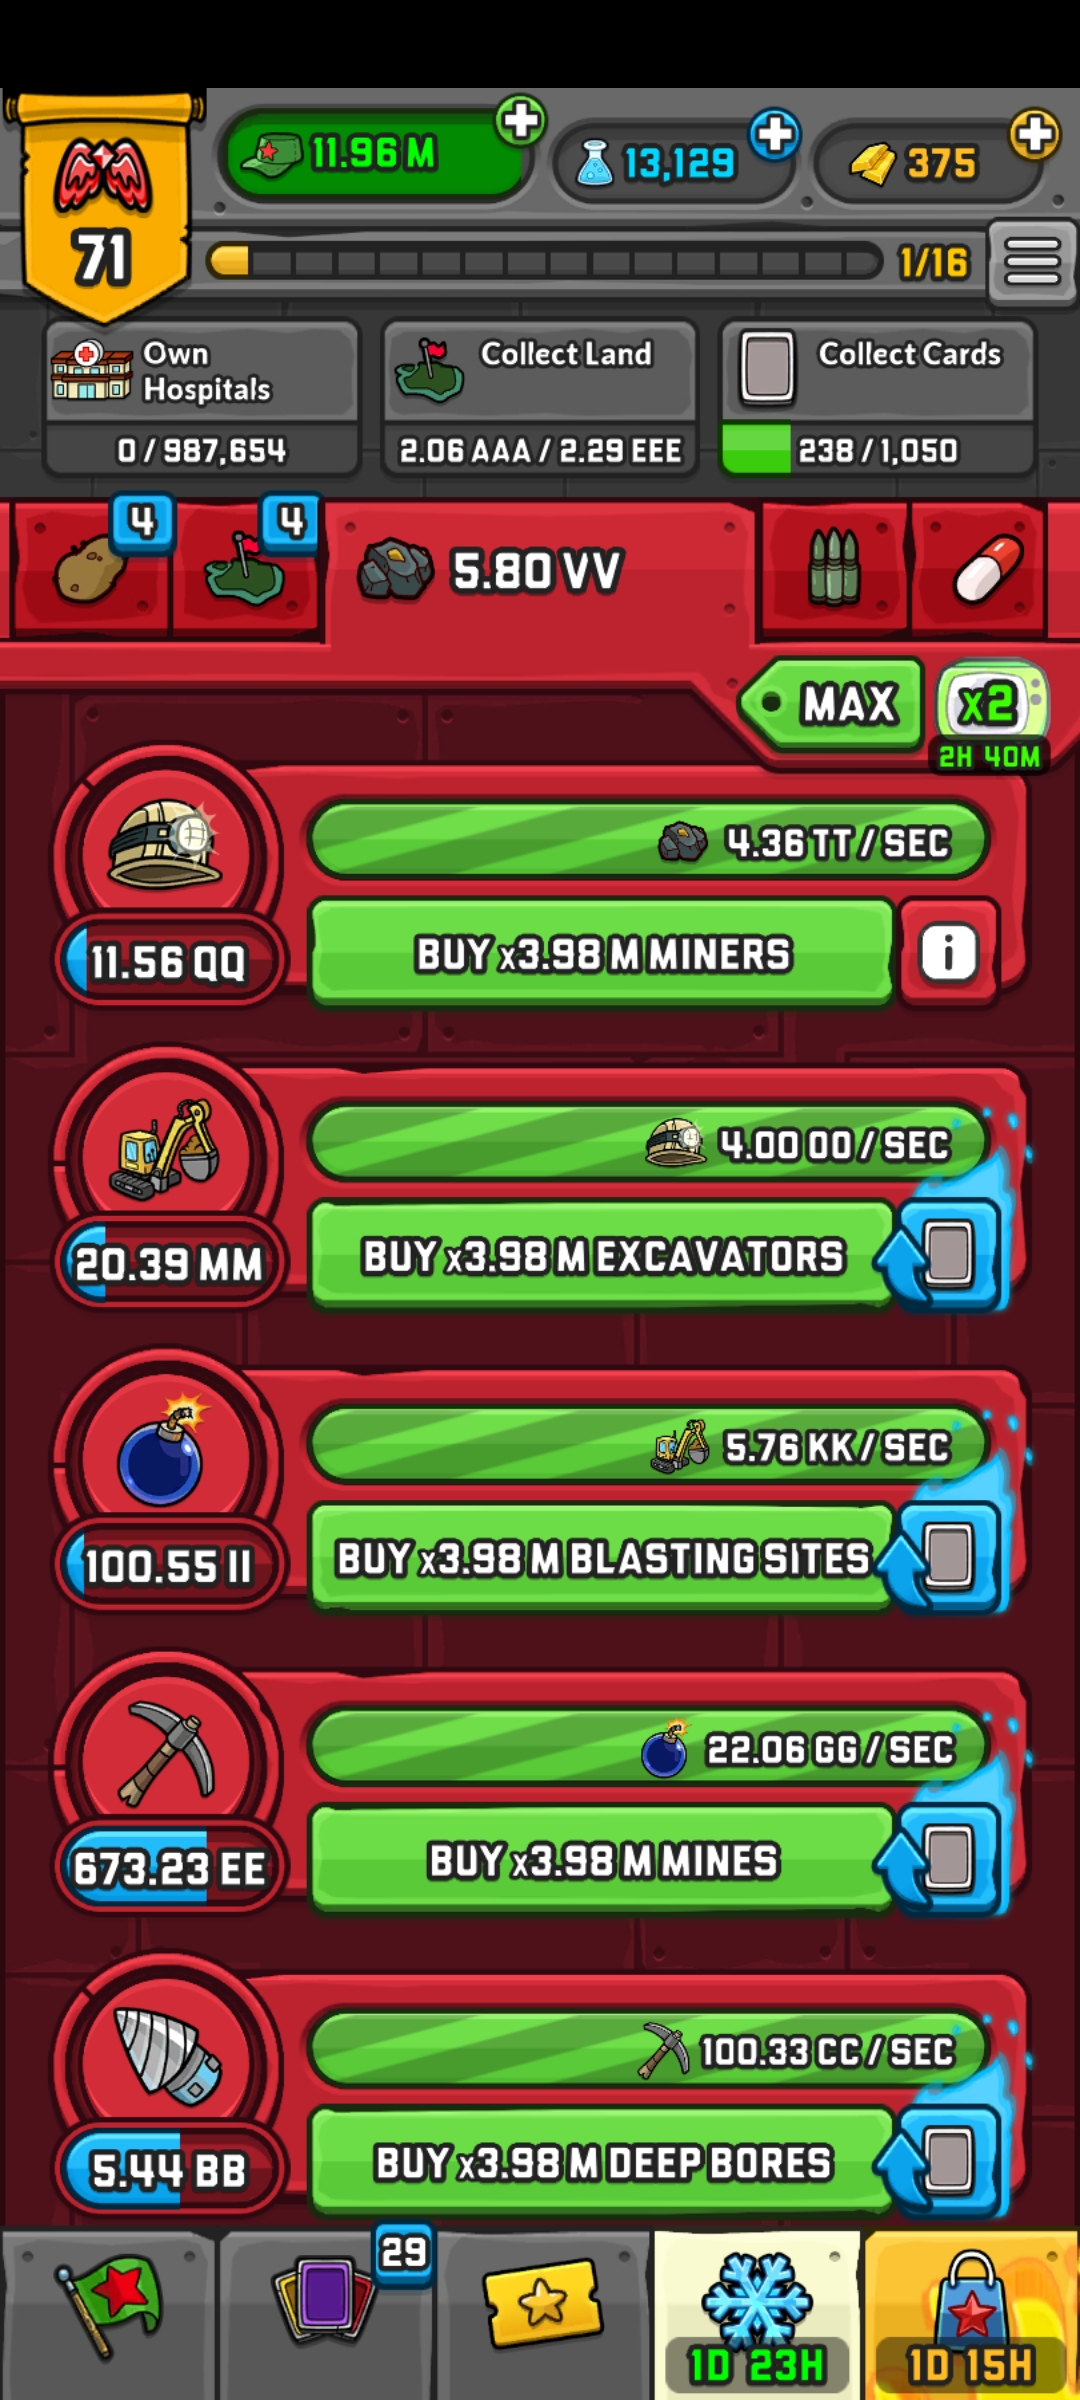 11.96 M
13,129
375
71
1/16
Own
Hospitals
0 / 987,654
Collect Land
2.06 AAA / 2.29 EEE
Collect Cards
238 / 1,050
4
4
5.80 VV
MAX
x2
2H 40M
4.36 TT / SEC
11.56 QQ
BUY x3.98 M MINERS
i
4.00 OO / SEC
20.39 MM
BUY x3.98 M EXCAVATORS
5.76 KK / SEC
100.55 II
BUY x3.98 M BLASTING SITES
22.06 GG / SEC
673.23 EE
BUY x3.98 M MINES
100.33 CC / SEC
5.44 BB
BUY x3.98 M DEEP BORES
29
1D 23H
1D 15H